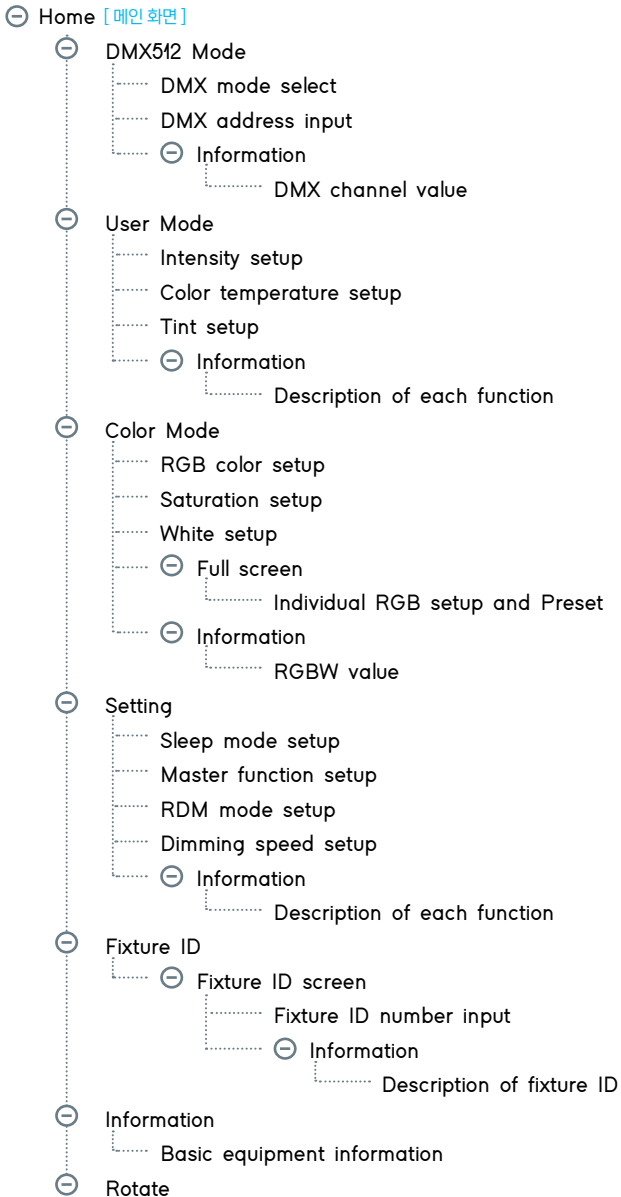 Home [ 메인 화면 ]
DMX512 Mode
DMX mode select
DMX address input
Information
DMX channel value
User Mode
Intensity setup
Color temperature setup
Tint setup
Information
Description of each function
Color Mode
RGB color setup
Saturation setup
White setup
Full screen
Individual RGB setup and Preset
Information
RGBW value
Setting
Sleep mode setup
Master function setup
RDM mode setup
Dimming speed setup
Information
Description of each function
Fixture ID
Fixture ID screen
Fixture ID number input
Information
Description of fixture ID
Information
Basic equipment information
Rotate